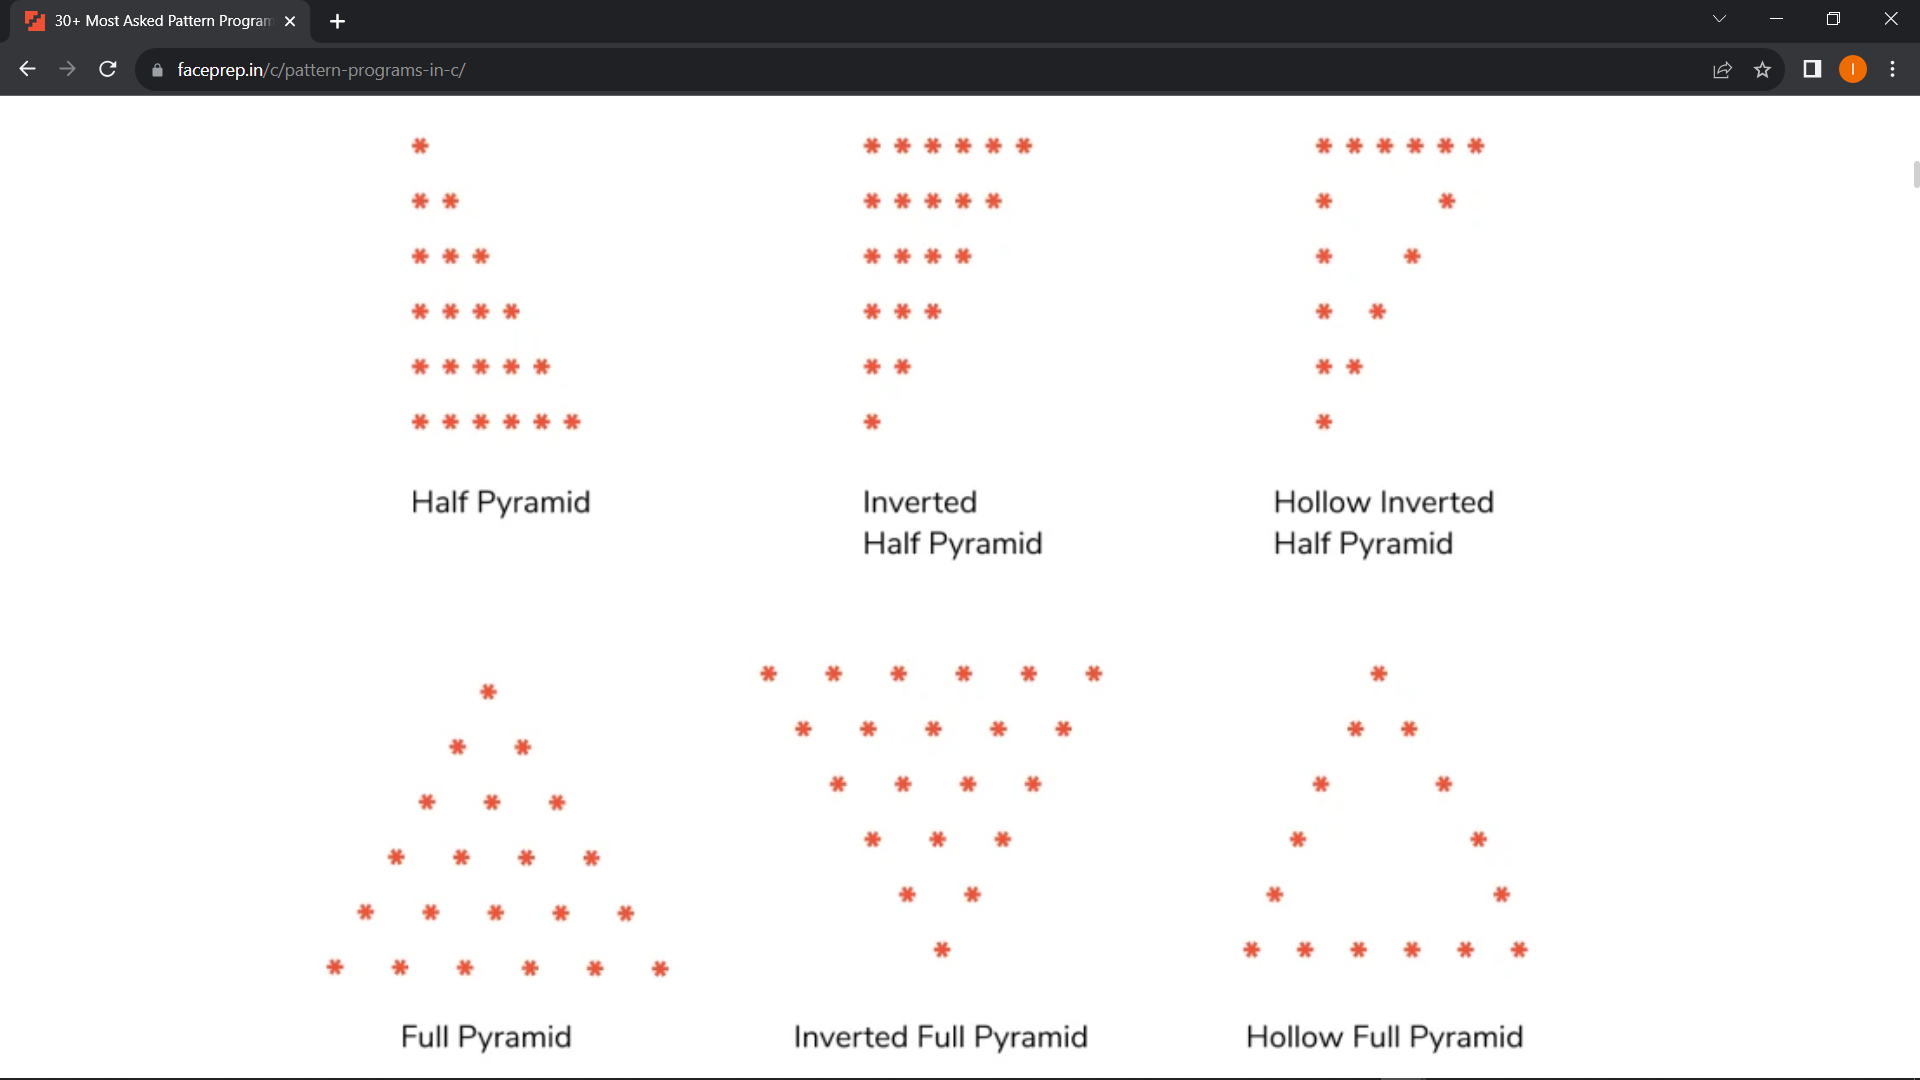 30+ Most Asked Pattern Program
faceprep.in/c/pattern-programs-in-c/
I
*
* *
* * *
* * * *
* * * * *
* * * * * *
Half Pyramid
* * * * * *
* * * * *
* * * *
* * *
* *
*
Inverted
Half Pyramid
* * * * * *
* *
* *
* *
* *
*
Hollow Inverted
Half Pyramid
*
* *
* * *
* * * *
* * * * *
* * * * * *
Full Pyramid
* * * * * *
* * * * *
* * * *
* * *
* *
*
Inverted Full Pyramid
*
* *
* *
* *
* *
* * * * * *
Hollow Full Pyramid